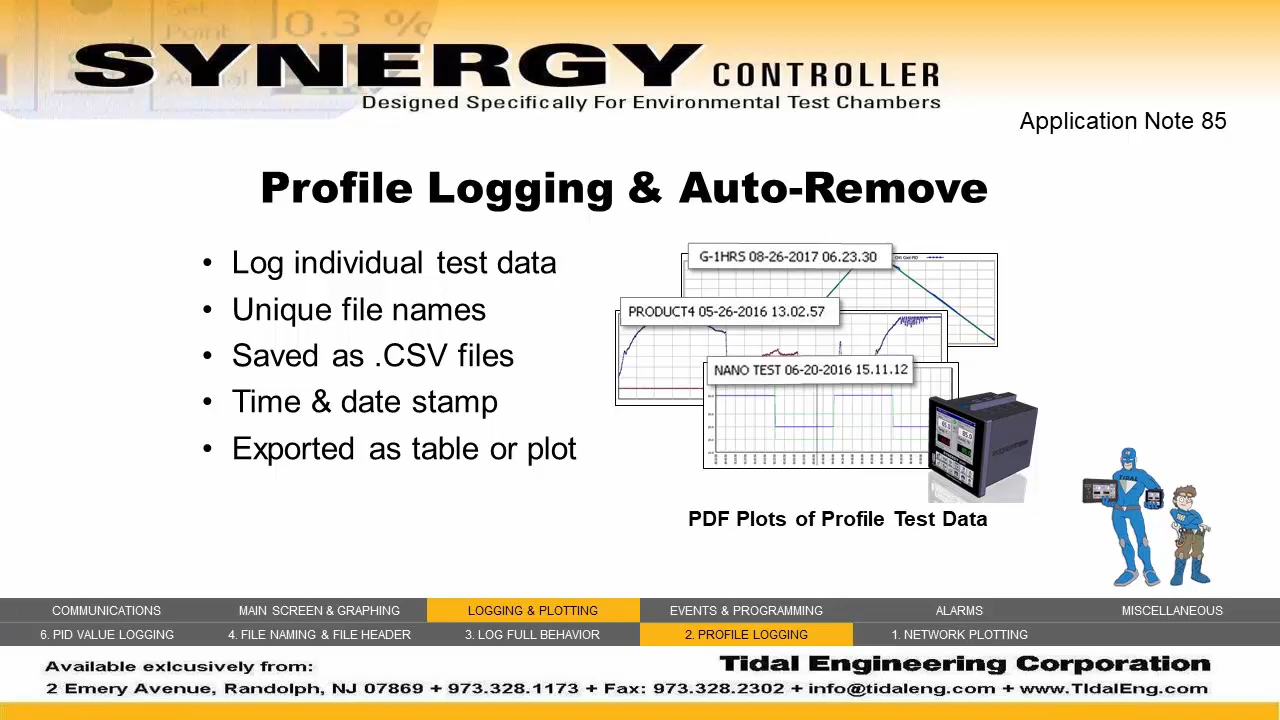 Set
Point
0.3 %
Actual
SYNERGY CONTROLLER
Designed Specifically For Environmental Test Chambers
Application Note 85
Profile Logging & Auto-Remove
• Log individual test data
• Unique file names
• Saved as .CSV files
• Time & date stamp
• Exported as table or plot
G-1HRS 08-26-2017 06.23.30
PRODUCT4 05-26-2016 13.02.57
NANO TEST 06-20-2016 15.11.12
PDF Plots of Profile Test Data
TIDAL
COMMUNICATIONS MAIN SCREEN & GRAPHING LOGGING & PLOTTING EVENTS & PROGRAMMING ALARMS MISCELLANEOUS
6. PID VALUE LOGGING 4. FILE NAMING & FILE HEADER 3. LOG FULL BEHAVIOR 2. PROFILE LOGGING 1. NETWORK PLOTTING
Available exlcusively from:
Tidal Engineering Corporation
2 Emery Avenue, Randolph, NJ 07869 + 973.328.1173 + Fax: 973.328.2302 + info@tidaleng.com + www.TIdalEng.com